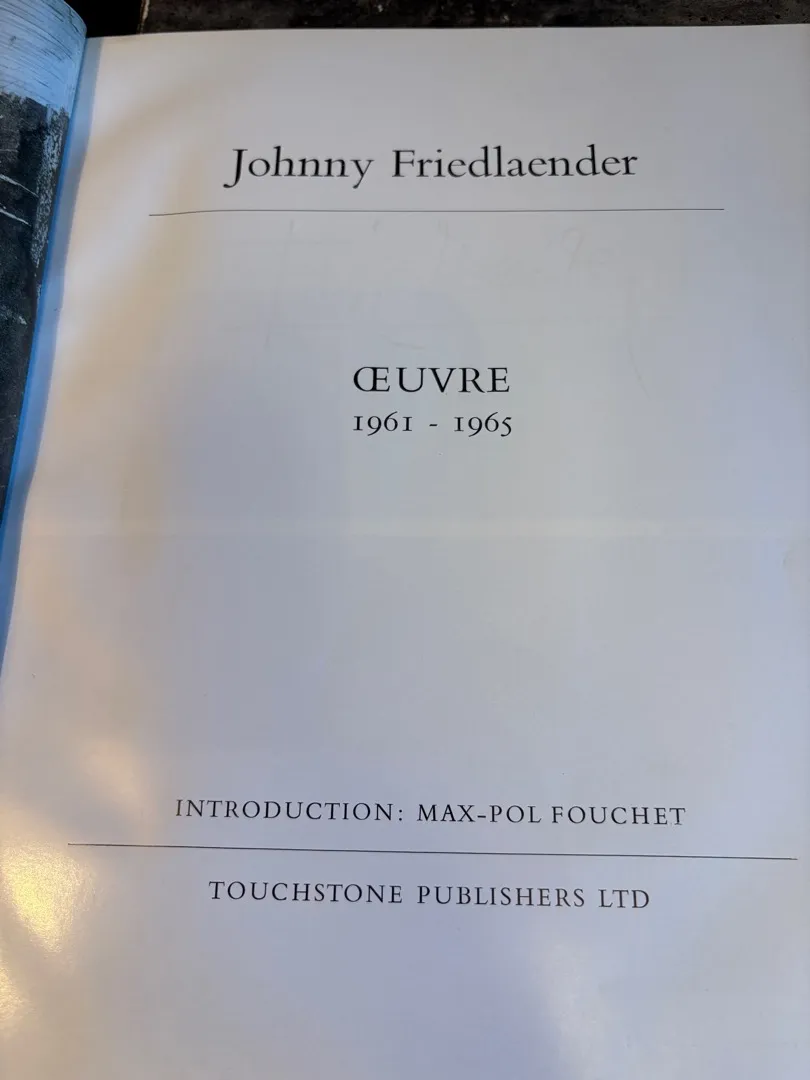 Johnny Friedlaender
ŒUVRE
1961 - 1965
INTRODUCTION: MAX-POL FOUCHET
TOUCHSTONE PUBLISHERS LTD